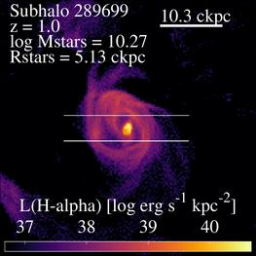 Subhalo 289699
10.3 ckpc
z = 1.0
log Mstars = 10.27
Rstars = 5.13 ckpc
L(H-alpha) [log erg s⁻¹ kpc⁻²]
37 38 39 40